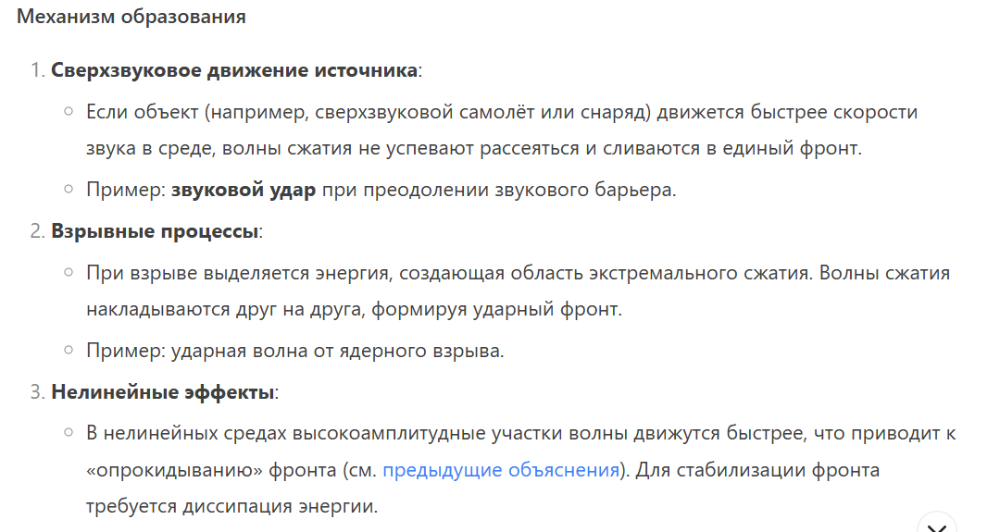 Механизм образования
1. Сверхзвуковое движение источника:
Если объект (например, сверхзвуковой самолёт или снаряд) движется быстрее скорости
звука в среде, волны сжатия не успевают рассеяться и сливаются в единый фронт.
Пример: звуковой удар при преодолении звукового барьера.
2. Взрывные процессы:
При взрыве выделяется энергия, создающая область экстремального сжатия. Волны сжатия
накладываются друг на друга, формируя ударный фронт.
Пример: ударная волна от ядерного взрыва.
3. Нелинейные эффекты:
В нелинейных средах высокоамплитудные участки волны движутся быстрее, что приводит к
«опрокидыванию» фронта (см. предыдущие объяснения). Для стабилизации фронта
требуется диссипация энергии.